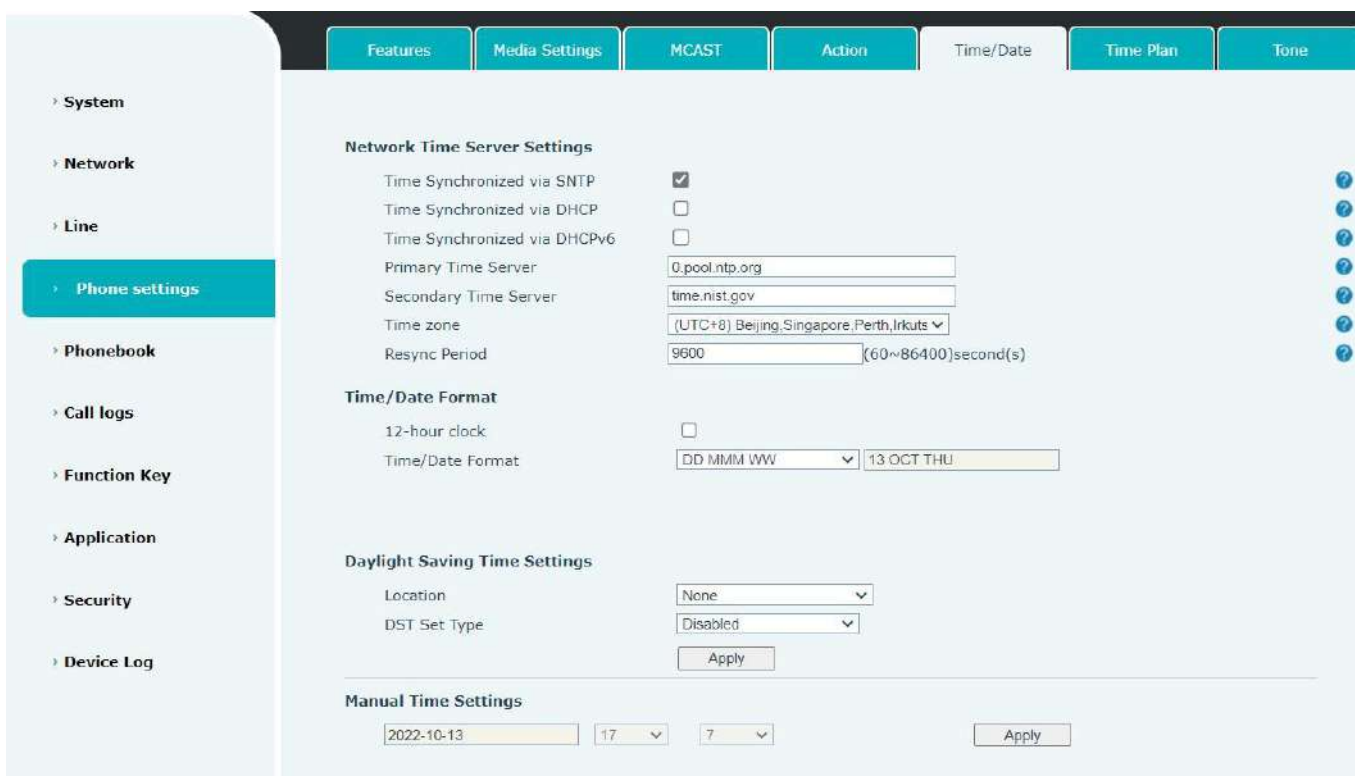 Features Media Settings MCAST Action Time/Date Time Plan Tone
System
Network
Line
Phone settings
Phonebook
Call logs
Function Key
Application
Security
Device Log
Network Time Server Settings
Time Synchronized via SNTP
Time Synchronized via DHCP
Time Synchronized via DHCPv6
Primary Time Server 0.pool.ntp.org
Secondary Time Server time.nist.gov
Time zone (UTC+8) Beijing,Singapore,Perth,Irkuts
Resync Period 9600 (60~86400)second(s)
Time/Date Format
12-hour clock
Time/Date Format DD MMM WW 13 OCT THU
Daylight Saving Time Settings
Location None
DST Set Type Disabled
Apply
Manual Time Settings
2022-10-13 17 7 Apply